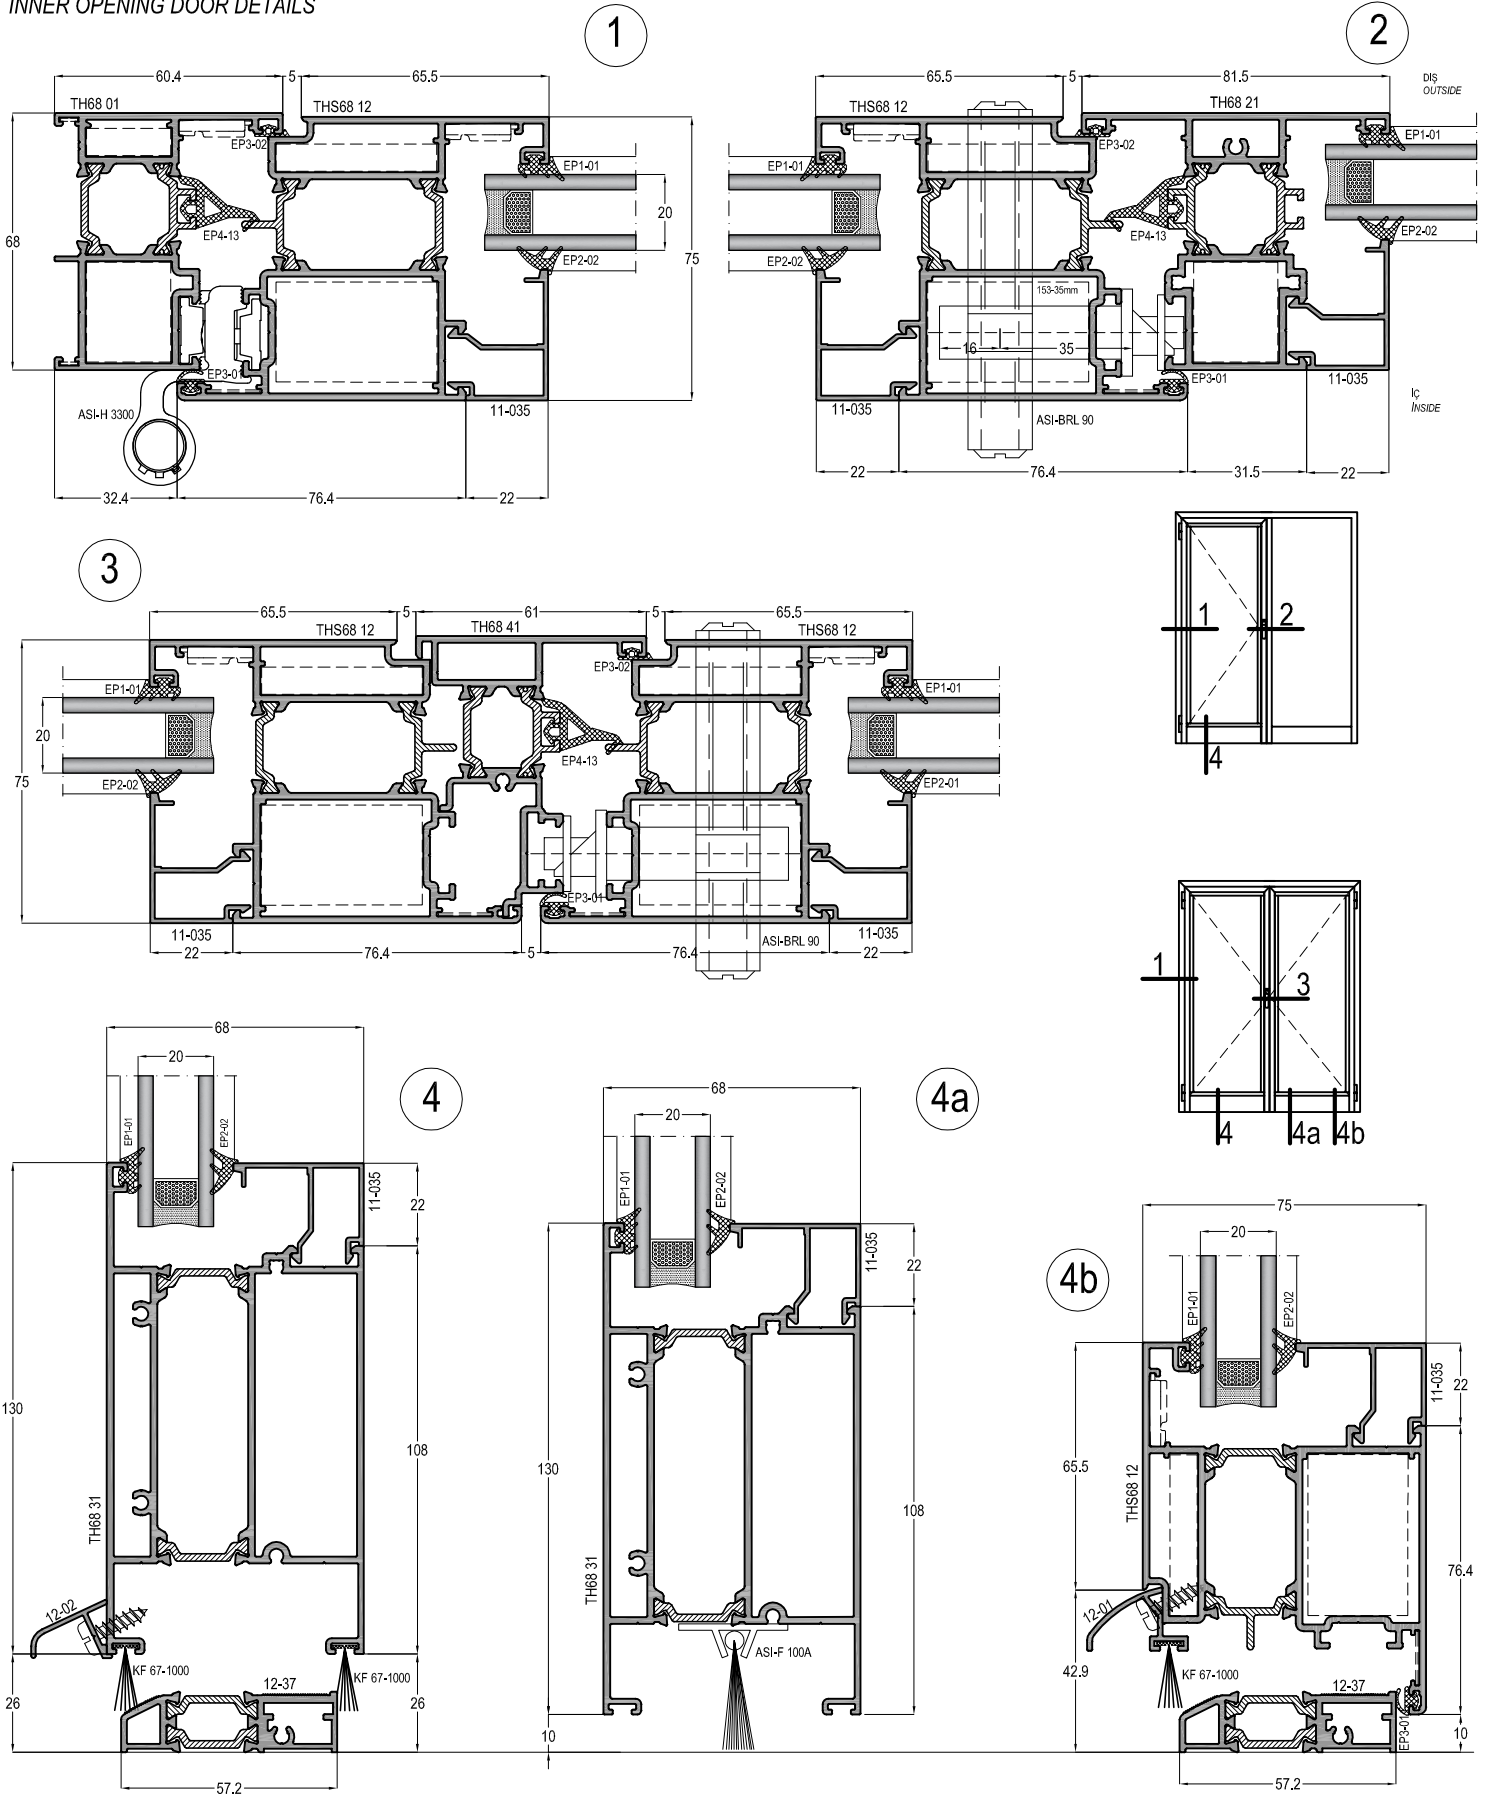 INNER OPENING DOOR DETAILS
1
60.4
5
65.5
TH68 01
THS68 12
EP3-02
EP1-01
20
68
EP4-13
EP2-02
75
EP3-01
ASI-H 3300
11-035
32.4
76.4
22
2
65.5
5
81.5
DIŞ
OUTSIDE
THS68 12
TH68 21
EP1-01
EP3-02
EP1-01
EP4-13
EP2-02
EP2-02
153-35mm
16
35
EP3-01
11-035
11-035
ASI-BRL 90
İÇ
İNSIDE
22
76.4
31.5
22
3
65.5
5
61
5
65.5
THS68 12
TH68 41
THS68 12
EP3-02
EP1-01
EP1-01
20
75
EP4-13
EP2-02
EP2-01
EP3-01
11-035
ASI-BRL 90
11-035
22
76.4
5
76.4
22
1
2
4
1
3
4
4a
4b
4
68
20
EP1-01
EP2-02
11-035
22
130
108
TH68 31
12-02
KF 67-1000
KF 67-1000
12-37
26
26
57.2
4a
68
20
EP1-01
EP2-02
11-035
22
130
108
TH68 31
ASI-F 100A
10
4b
75
20
EP1-01
EP2-02
11-035
22
65.5
THS68 12
76.4
12-01
42.9
KF 67-1000
12-37
EP3-01
10
57.2